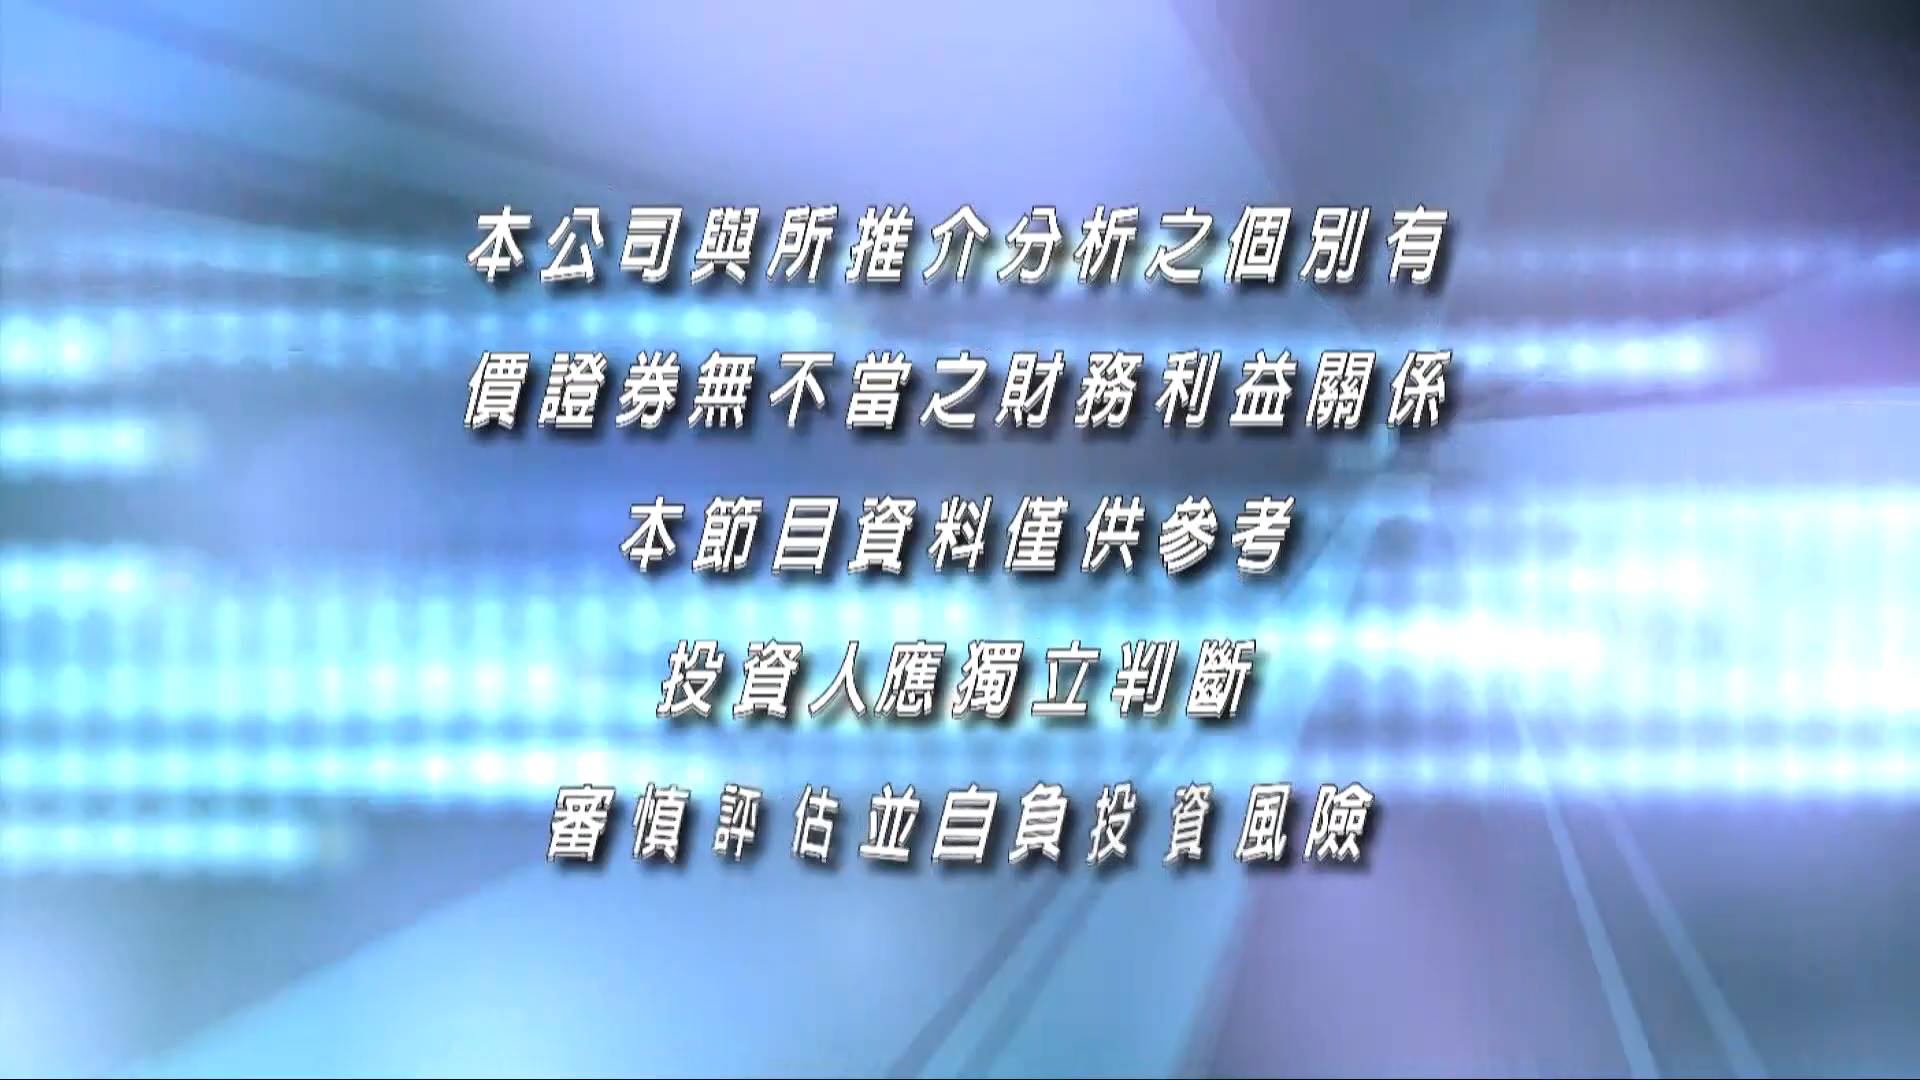 本公司與所推介分析之個別有
價證券無不當之財務利益關係
本節目資料僅供參考
投資人應獨立判斷
審慎評估並自負投資風險